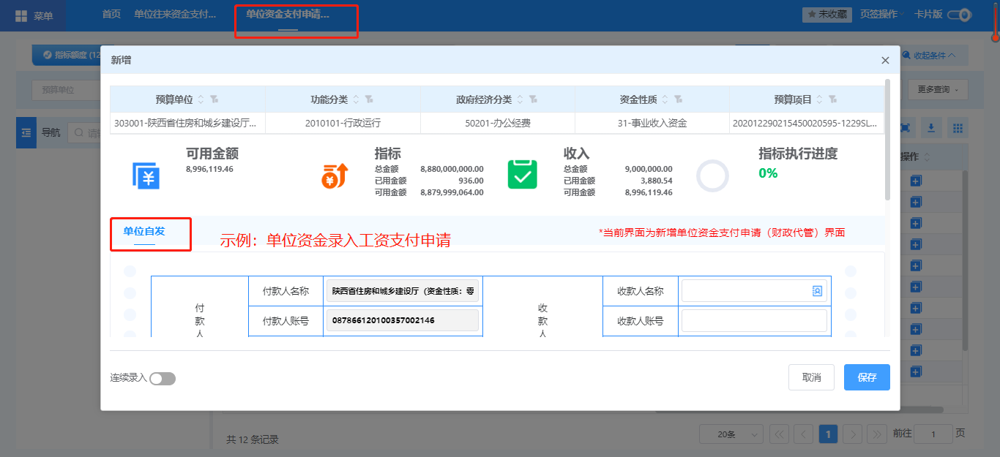 菜单 首页 单位往来资金支付... 单位资金支付申请... 未收藏 页签操作 卡片版
指标额度 (12 收起条件
新增
预算单位 更多查询
导航
操作
预算单位 功能分类 政府经济分类 资金性质 预算项目
303001-陕西省住房和城乡建设厅... 2010101-行政运行 50201-办公经费 31-事业收入资金 202012290215450020595-1229SL...
可用金额 指标 收入 指标执行进度
8,996,119.46 总金额 8,880,000,000.00 总金额 9,000,000.00 0%
已用金额 936.00 已用金额 3,880.54
可用金额 8,879,999,064.00 可用金额 8,996,119.46
单位自发 示例：单位资金录入工资支付申请 *当前界面为新增单位资金支付申请（财政代管）界面
付款人 付款人名称 陕西省住房和城乡建设厅（资金性质：零 收款人 收款人名称
付款人账号 087866120100357002146 收款人账号
连续录入 取消 保存
共 12 条记录 20条 1 前往 1 页